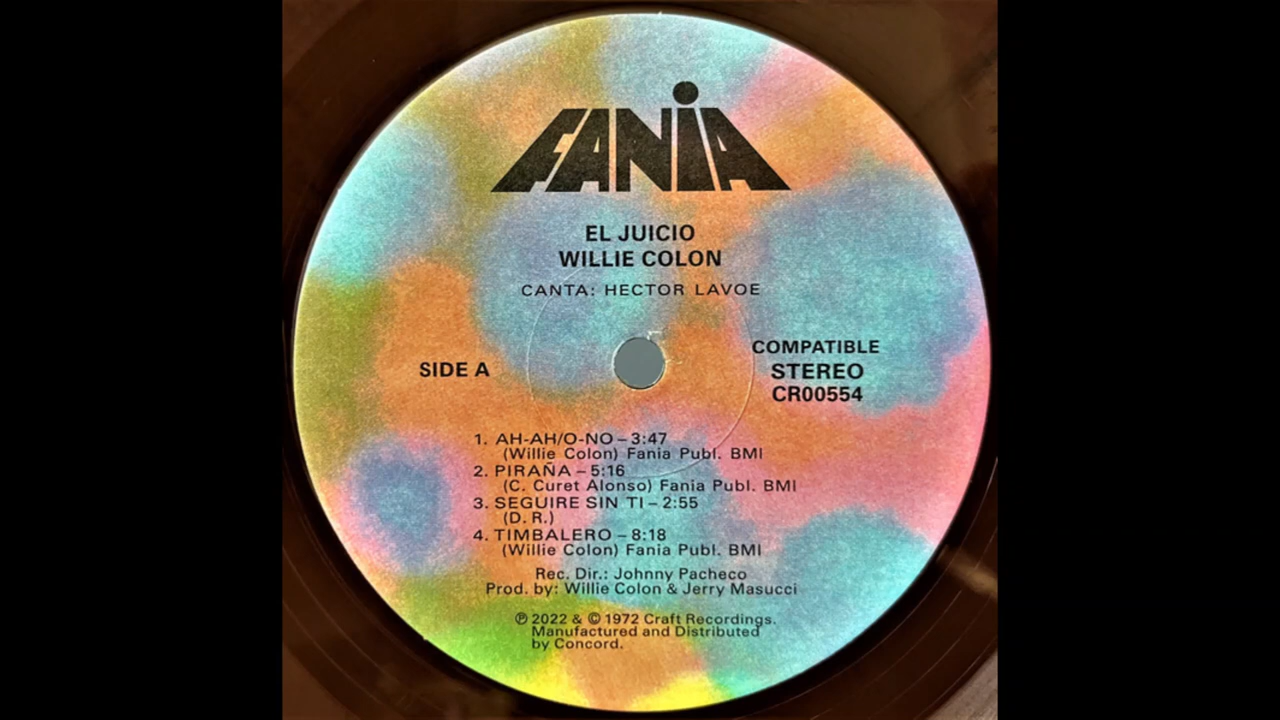 FANiA
EL JUICIO
WILLIE COLON
CANTA: HECTOR LAVOE
SIDE A
COMPATIBLE
STEREO
CR00554
1. AH-AH/O-NO – 3:47
(Willie Colon) Fania Publ. BMI
2. PIRAÑA – 5:16
(C. Curet Alonso) Fania Publ. BMI
3. SEGUIRE SIN TI – 2:55
(D. R.)
4. TIMBALERO – 8:18
(Willie Colon) Fania Publ. BMI
Rec. Dir.: Johnny Pacheco
Prod. by: Willie Colon & Jerry Masucci
℗ 2022 & © 1972 Craft Recordings.
Manufactured and Distributed
by Concord.